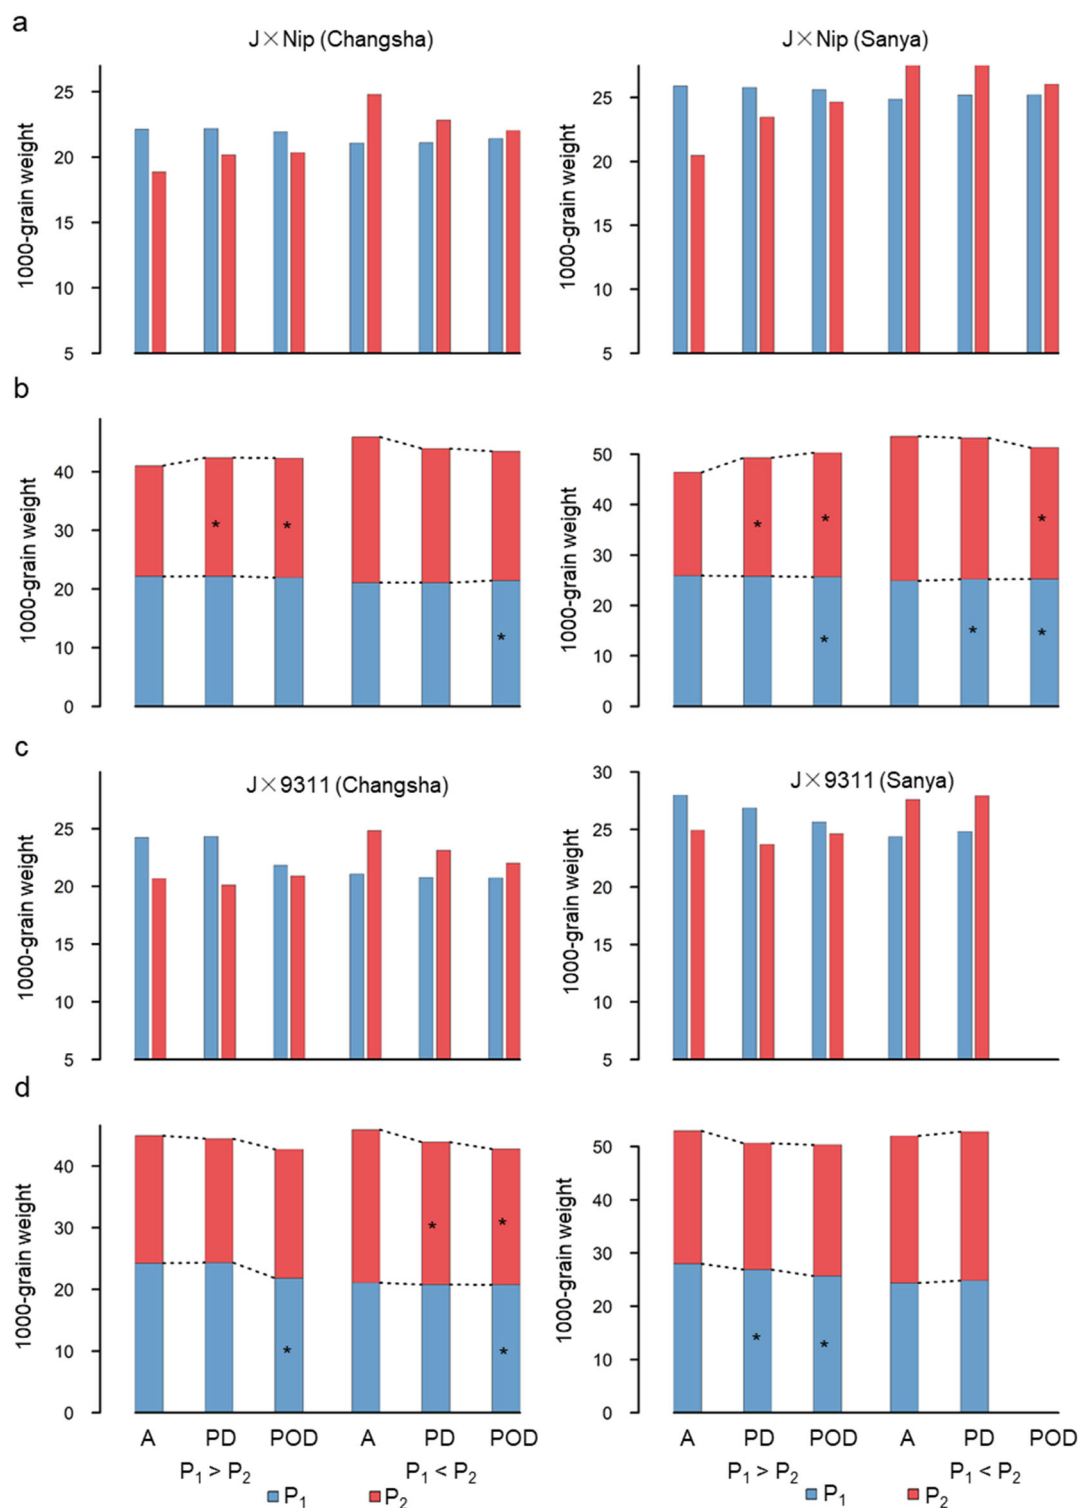 a
J×Nip (Changsha)
J×Nip (Sanya)
1000-grain weight
25
20
15
10
5
1000-grain weight
25
20
15
10
5
b
1000-grain weight
40
30
20
10
0
* * *
1000-grain weight
50
40
30
20
10
0
* * * * * *
c
J×9311 (Changsha)
J×9311 (Sanya)
1000-grain weight
25
20
15
10
5
1000-grain weight
30
25
20
15
10
5
d
1000-grain weight
40
30
20
10
0
* * * *
1000-grain weight
50
40
30
20
10
0
* *
A PD POD A PD POD
P₁ > P₂ P₁ < P₂
P₁ P₂
A PD POD A PD POD
P₁ > P₂ P₁ < P₂
P₁ P₂